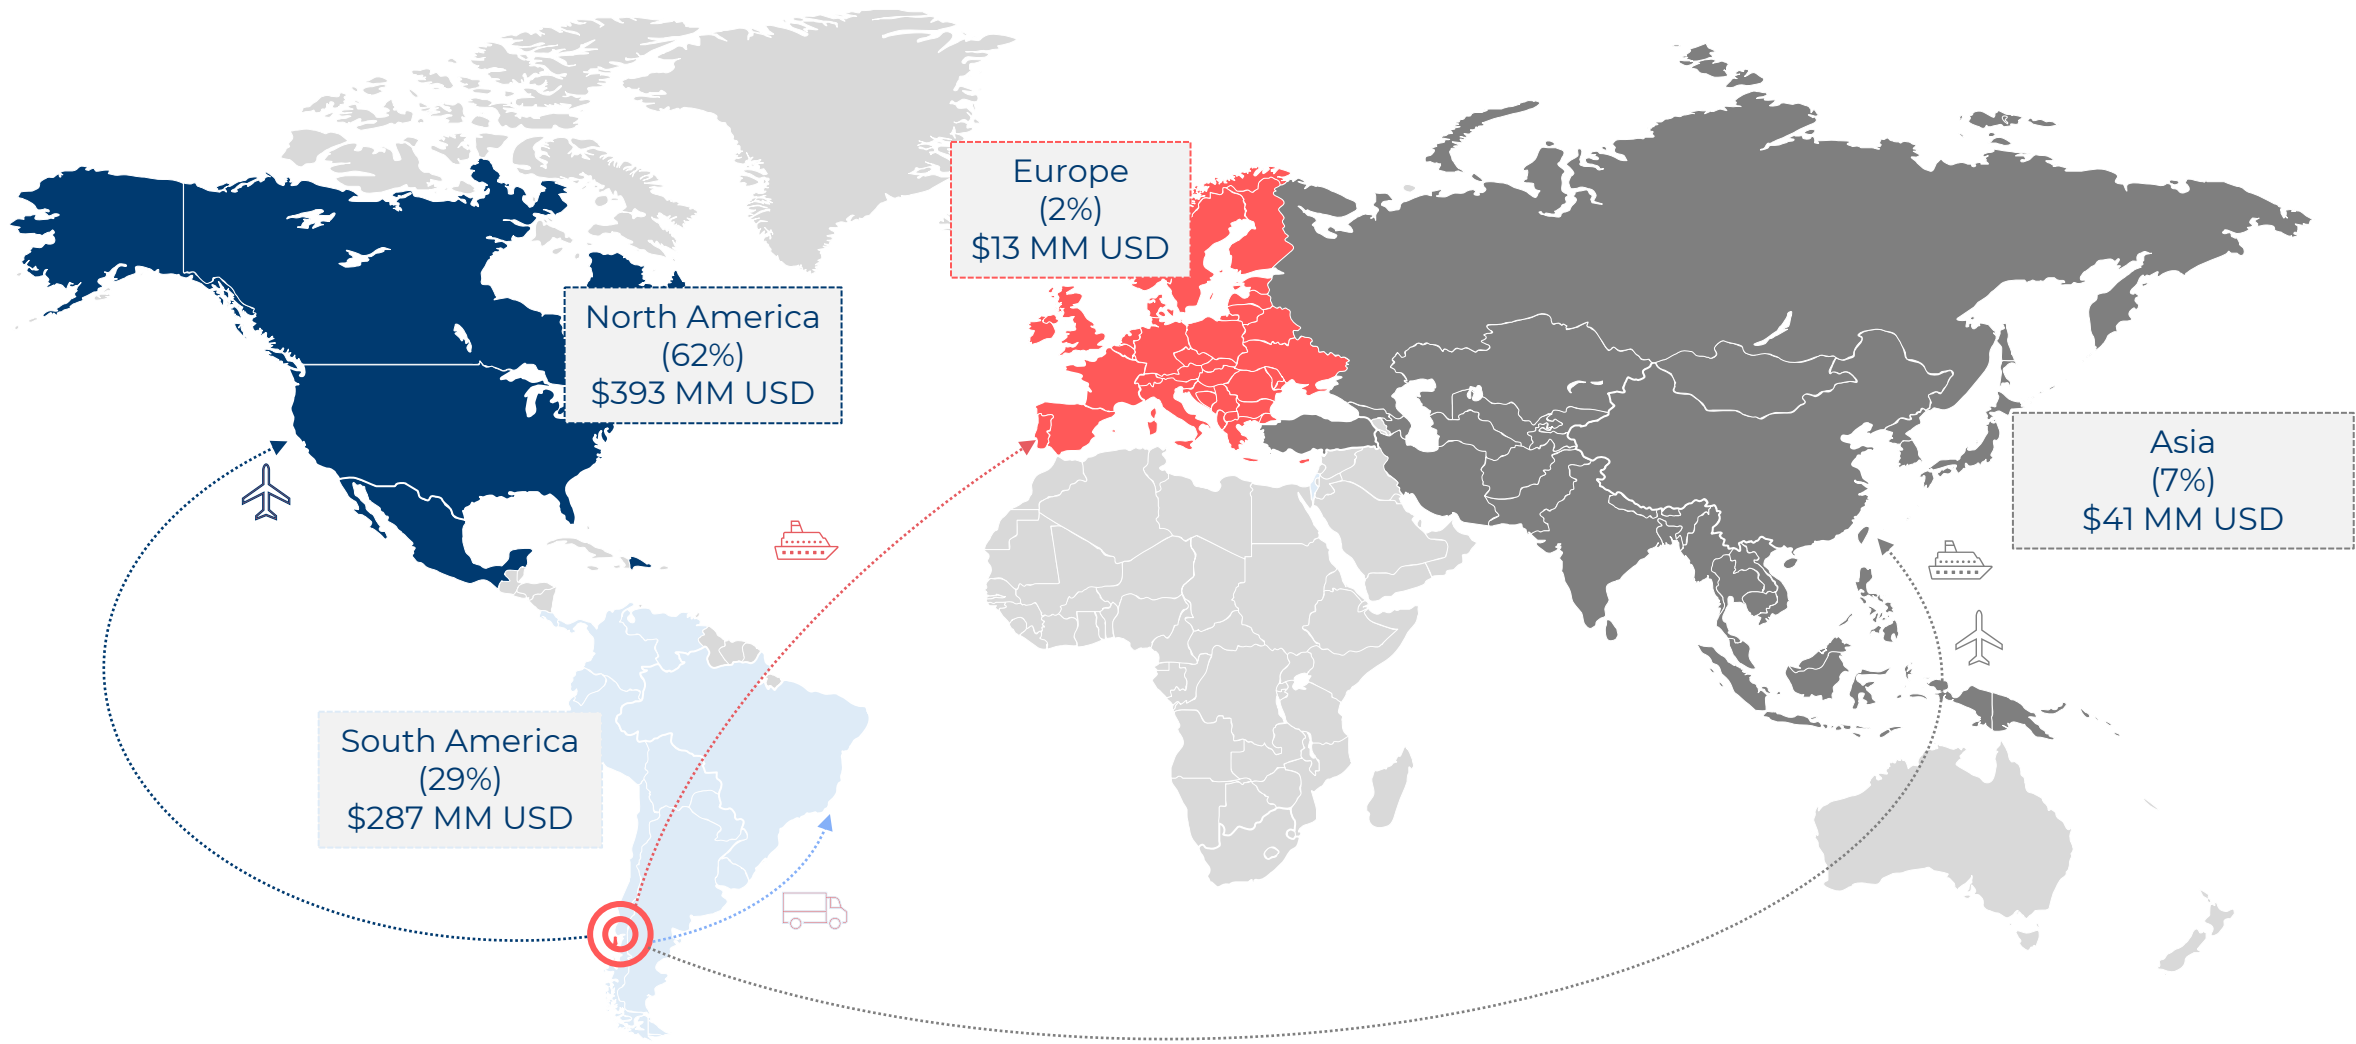 Europe
(2%)
$13 MM USD
North America
(62%)
$393 MM USD
Asia
(7%)
$41 MM USD
South America
(29%)
$287 MM USD